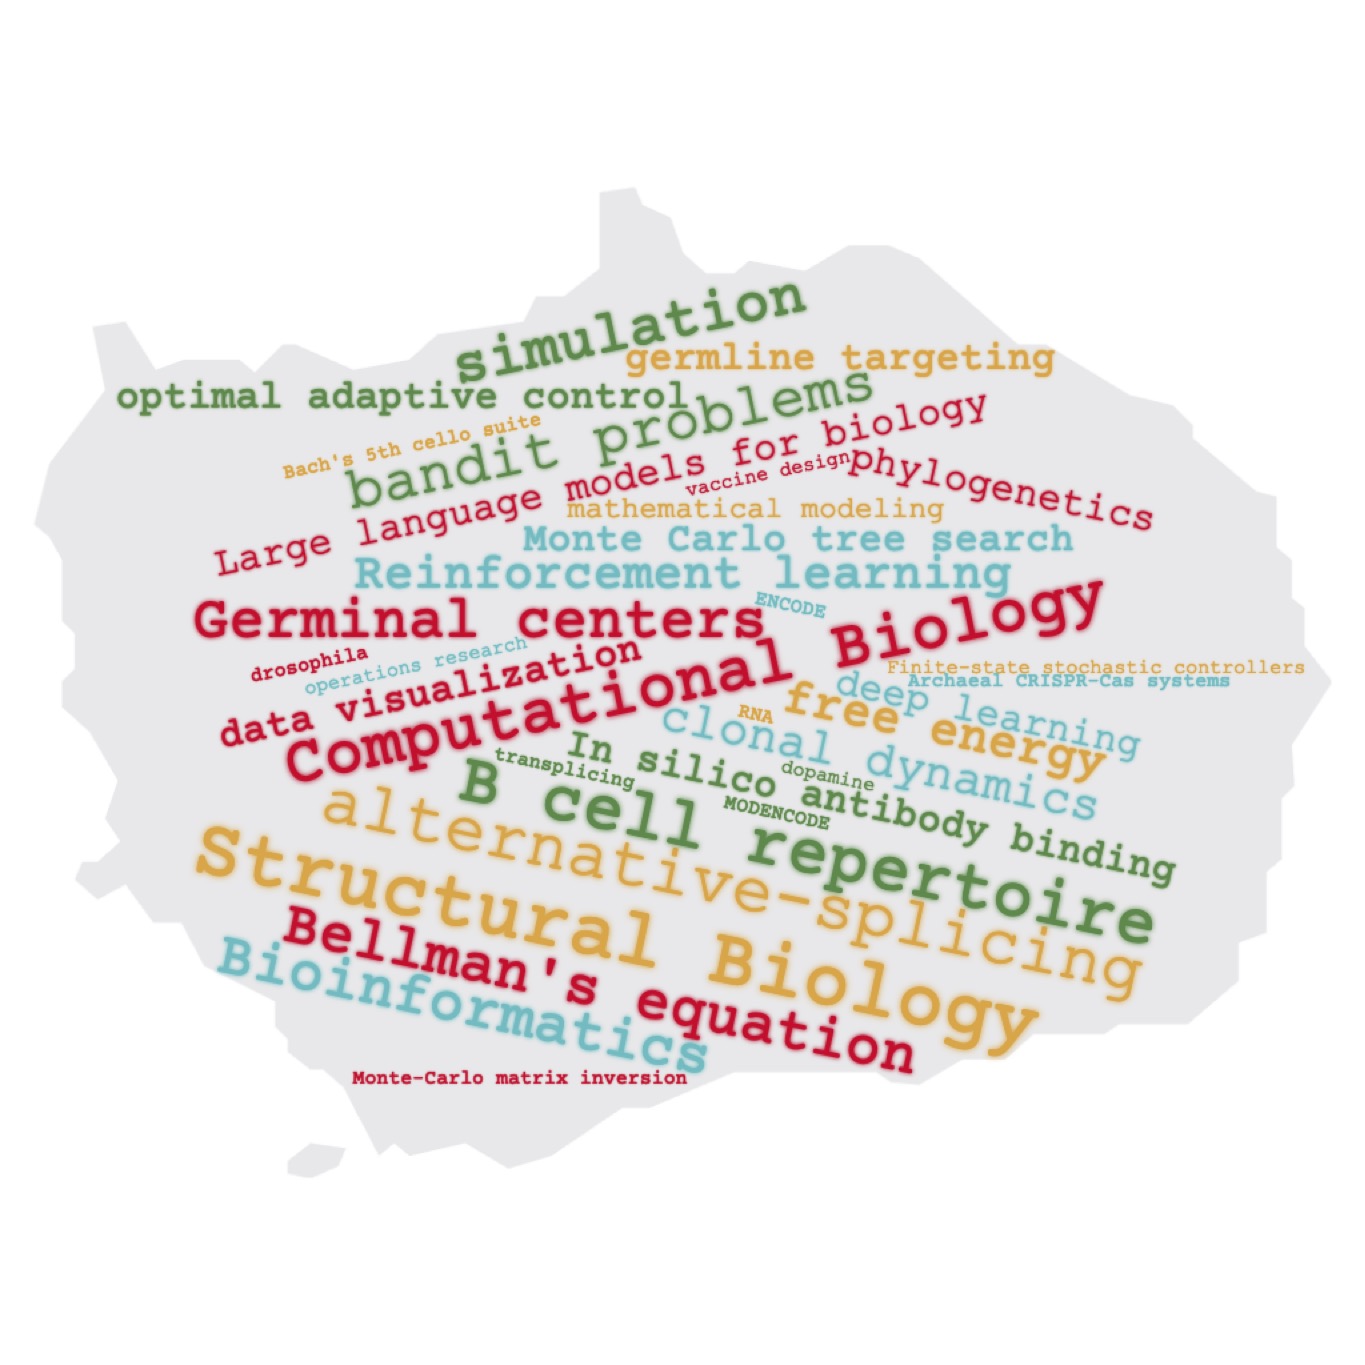 simulation
germline targeting
optimal adaptive control
bandit problems
Bach's 5th cello suite
Large language models for biology
vaccine design
phylogenetics
mathematical modeling
Monte Carlo tree search
Reinforcement learning
ENCODE
Germinal centers
Computational Biology
drosophila
operations research
data visualization
Finite-state stochastic controllers
Archaeal CRISPR-Cas systems
deep learning
free energy
RNA
clonal dynamics
In silico antibody binding
transplicing
dopamine
MODENCODE
B cell repertoire
alternative-splicing
Structural Biology
Bellman's equation
Bioinformatics
Monte-Carlo matrix inversion